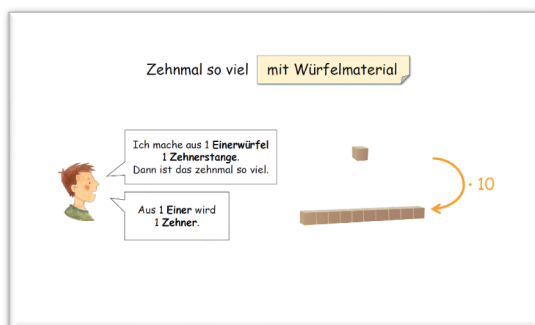 Zehnmal so viel mit Würfelmaterial
Ich mache aus 1 Einerwürfel
1 Zehnerstange.
Dann ist das zehnmal so viel.
Aus 1 Einer wird
1 Zehner.
· 10